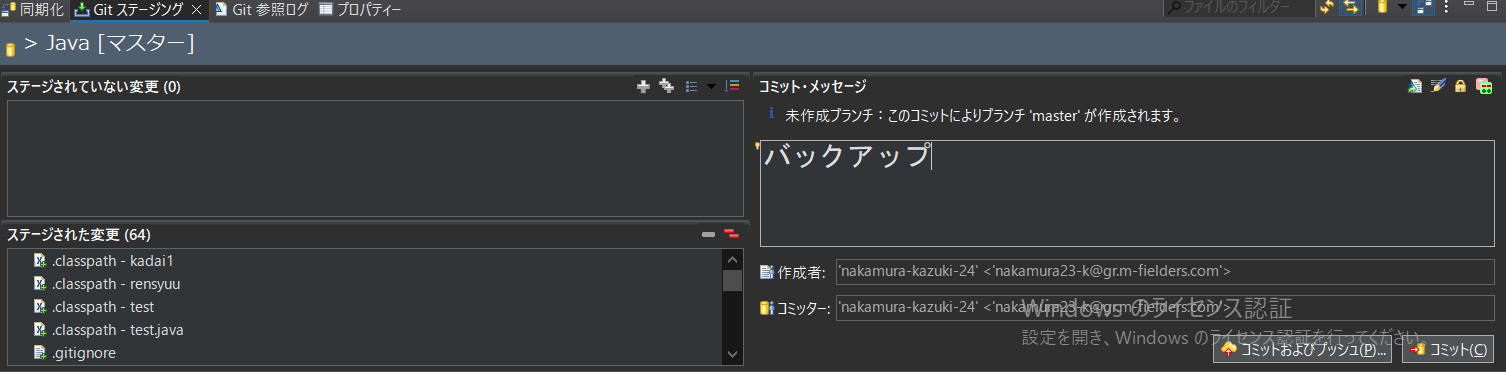 同期化 Git ステージング Git 参照ログ プロパティー ファイルのフィルター
> Java [マスター]
ステージされていない変更 (0)
コミット・メッセージ
未作成ブランチ：このコミットによりブランチ 'master' が作成されます。
バックアップ
ステージされた変更 (64)
.classpath - kadai1
.classpath - rensyuu
.classpath - test
.classpath - test.java
.gitignore
作成者: 'nakamura-kazuki-24' <'nakamura23-k@gr.m-fielders.com'>
コミッター: 'nakamura-kazuki-24' <'nakamura23-k@gr.m-fielders.com'>
Windows のライセンス認証
設定を開き、Windows のライセンス認証を行ってください。
コミットおよびプッシュ(P)... コミット(C)